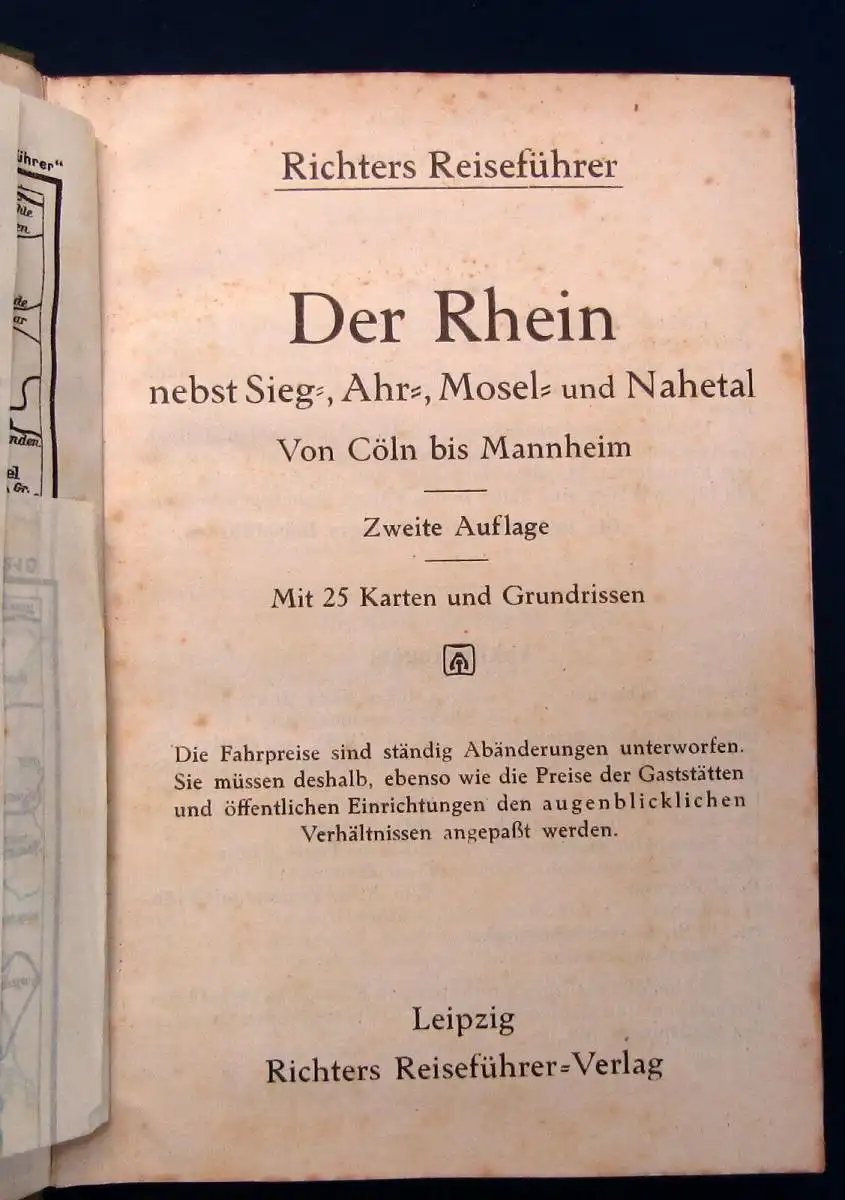 Richters Reiseführer
Der Rhein
nebst Sieg=, Ahr=, Mosel= und Nahetal
Von Cöln bis Mannheim
Zweite Auflage
Mit 25 Karten und Grundrissen
Die Fahrpreise sind ständig Abänderungen unterworfen.
Sie müssen deshalb, ebenso wie die Preise der Gaststätten
und öffentlichen Einrichtungen den augenblicklichen
Verhältnissen angepaßt werden.
Leipzig
Richters Reiseführer=Verlag